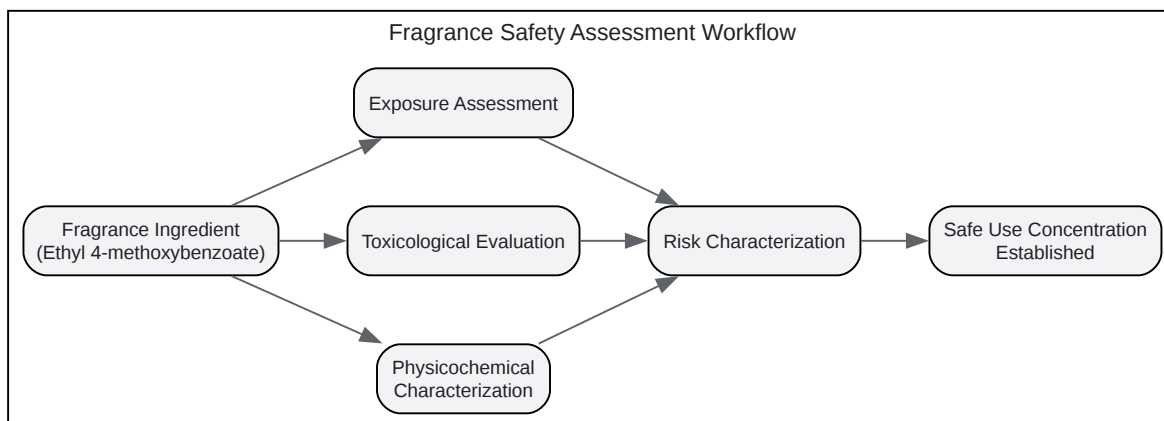 Fragrance Safety Assessment Workflow
Exposure Assessment
Fragrance Ingredient
(Ethyl 4-methoxybenzoate)
Toxicological Evaluation
Risk Characterization
Safe Use Concentration
Established
Physicochemical
Characterization